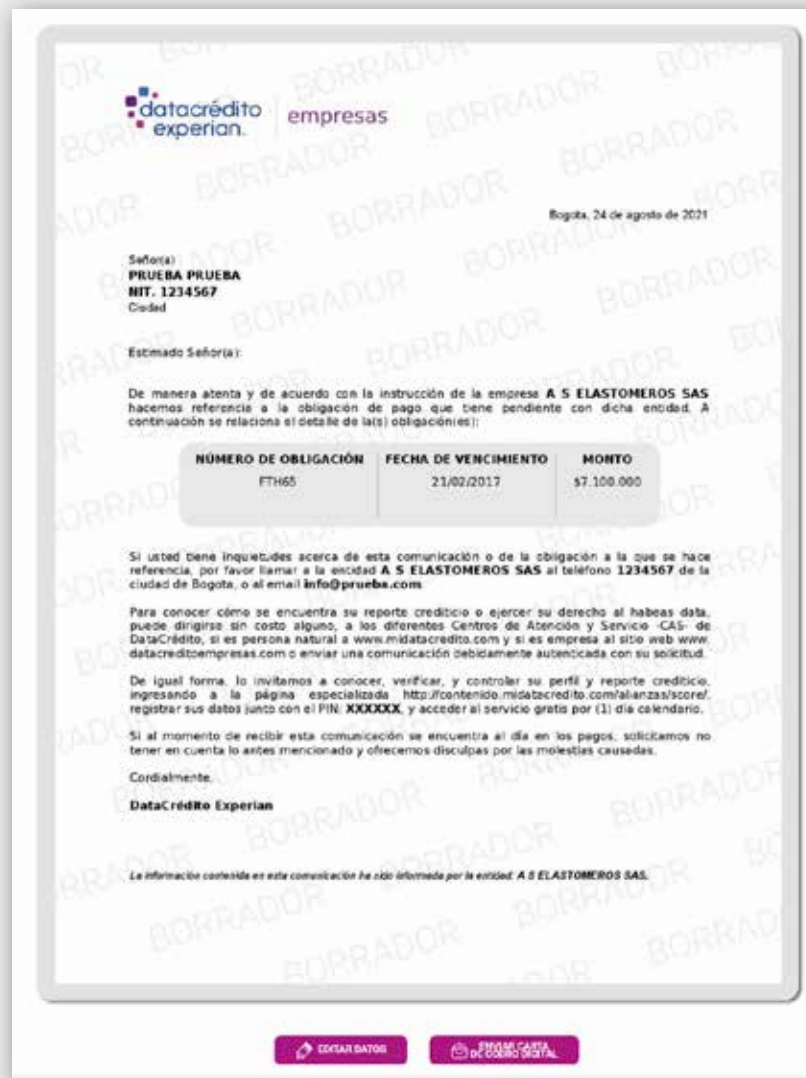 datacrédito
experian.
empresas
Bogota, 24 de agosto de 2021
Señor(a)
PRUEBA PRUEBA
NIT. 1234567
Ciudad
Estimado Señor(a):
De manera atenta y de acuerdo con la instrucción de la empresa A S ELASTOMEROS SAS
hacemos referencia a la obligación de pago que tiene pendiente con dicha entidad. A
continuación se relaciona el detalle de la(s) obligación(es):
NÚMERO DE OBLIGACIÓN FECHA DE VENCIMIENTO MONTO
FTH65 21/02/2017 $7.100.000
Si usted tiene inquietudes acerca de esta comunicación o de la obligación a la que se hace
referencia, por favor llamar a la entidad A S ELASTOMEROS SAS al teléfono 1234567 de la
ciudad de Bogota, o al email info@prueba.com
Para conocer cómo se encuentra su reporte crediticio o ejercer su derecho al habeas data,
puede dirigirse sin costo alguno, a los diferentes Centros de Atención y Servicio -CAS- de
DataCrédito, si es persona natural a www.midatacredito.com y si es empresa al sitio web www.
datacreditoempresas.com o enviar una comunicación debidamente autenticada con su solicitud.
De igual forma, lo invitamos a conocer, verificar, y controlar su perfil y reporte crediticio,
ingresando a la página especializada http://contenido.midatacredito.com/alianzas/score/,
registrar sus datos junto con el PIN: XXXXXX, y acceder al servicio gratis por (1) día calendario.
Si al momento de recibir esta comunicación se encuentra al día en los pagos, solicitamos no
tener en cuenta lo antes mencionado y ofrecemos disculpas por las molestias causadas.
Cordialmente,
DataCrédito Experian
La información contenida en esta comunicación ha sido informada por la entidad: A S ELASTOMEROS SAS.
BORRADOR
EDITAR DATOS
ENVIAR CARTA
DE COBRO DIGITAL